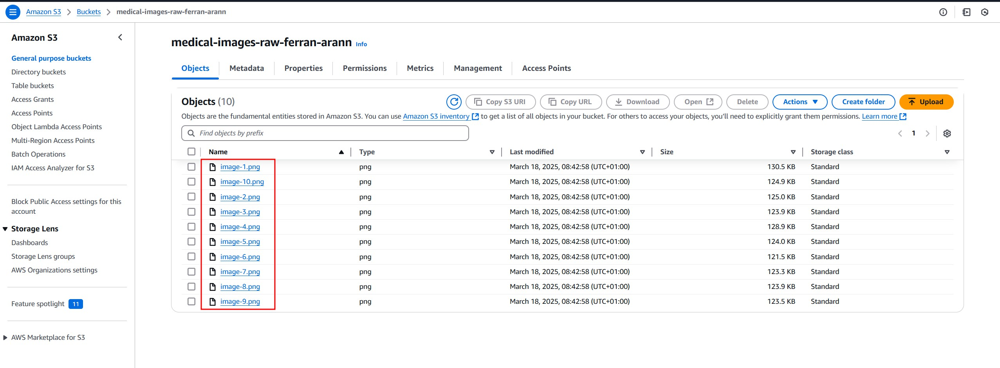 Amazon S3 Buckets medical-images-raw-ferran-arann
Amazon S3
General purpose buckets
Directory buckets
Table buckets
Access Grants
Access Points
Object Lambda Access Points
Multi-Region Access Points
Batch Operations
IAM Access Analyzer for S3
Block Public Access settings for this
account
Storage Lens
Dashboards
Storage Lens groups
AWS Organizations settings
Feature spotlight 11
AWS Marketplace for S3
medical-images-raw-ferran-arann Info
Objects Metadata Properties Permissions Metrics Management Access Points
Objects (10) Copy S3 URI Copy URL Download Open Delete Actions Create folder Upload
Objects are the fundamental entities stored in Amazon S3. You can use Amazon S3 inventory to get a list of all objects in your bucket. For others to access your objects, you'll need to explicitly grant them permissions. Learn more
Find objects by prefix 1
Name Type Last modified Size Storage class
image-1.png png March 18, 2025, 08:42:58 (UTC+01:00) 130.5 KB Standard
image-10.png png March 18, 2025, 08:42:58 (UTC+01:00) 124.9 KB Standard
image-2.png png March 18, 2025, 08:42:58 (UTC+01:00) 125.0 KB Standard
image-3.png png March 18, 2025, 08:42:58 (UTC+01:00) 123.9 KB Standard
image-4.png png March 18, 2025, 08:42:58 (UTC+01:00) 128.9 KB Standard
image-5.png png March 18, 2025, 08:42:58 (UTC+01:00) 124.0 KB Standard
image-6.png png March 18, 2025, 08:42:58 (UTC+01:00) 121.5 KB Standard
image-7.png png March 18, 2025, 08:42:58 (UTC+01:00) 123.3 KB Standard
image-8.png png March 18, 2025, 08:42:58 (UTC+01:00) 123.9 KB Standard
image-9.png png March 18, 2025, 08:42:58 (UTC+01:00) 123.5 KB Standard